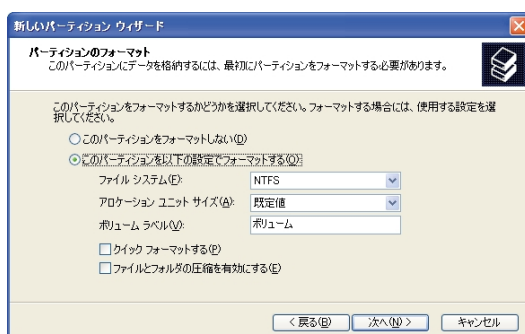 新しいパーティション ウィザード
パーティションのフォーマット
このパーティションにデータを格納するには、最初にパーティションをフォーマットする必要があります。
このパーティションをフォーマットするかどうかを選択してください。フォーマットする場合には、使用する設定を選
択してください。
このパーティションをフォーマットしない(D)
このパーティションを以下の設定でフォーマットする(O):
ファイル システム(F): NTFS
アロケーション ユニット サイズ(A): 既定値
ボリューム ラベル(V): ボリューム
クイック フォーマットする(P)
ファイルとフォルダの圧縮を有効にする(E)
< 戻る(B) 次へ(N) > キャンセル